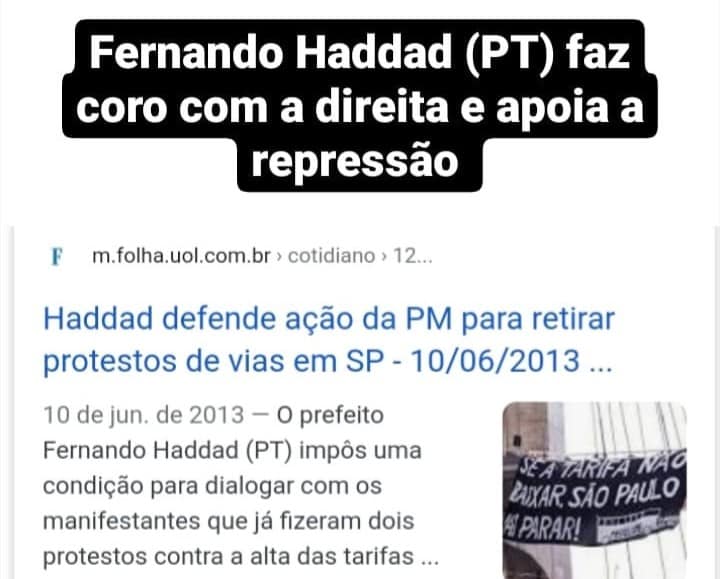 Fernando Haddad (PT) faz
coro com a direita e apoia a
repressão
F m.folha.uol.com.br › cotidiano › 12...
Haddad defende ação da PM para retirar
protestos de vias em SP - 10/06/2013 ...
10 de jun. de 2013 — O prefeito
Fernando Haddad (PT) impôs uma
condição para dialogar com os
manifestantes que já fizeram dois
protestos contra a alta das tarifas ...
SE A TARIFA NÃO
BAIXAR SÃO PAULO
PARAR!